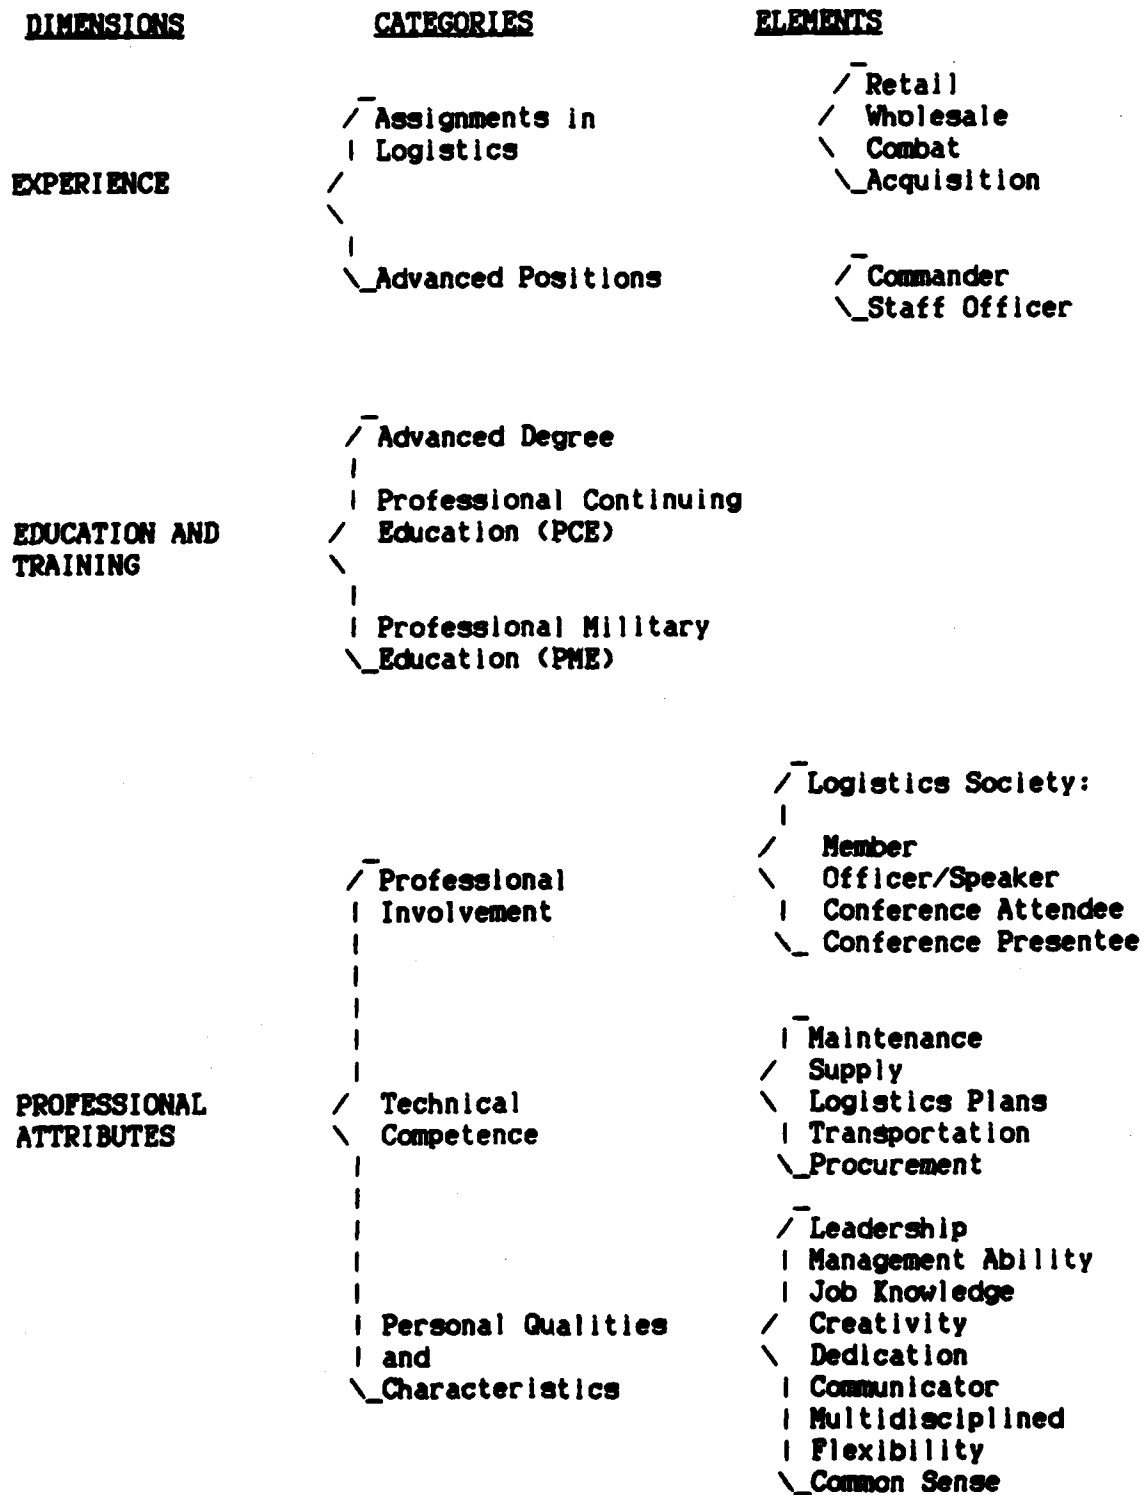 DIMENSIONS CATEGORIES ELEMENTS
Retail
Assignments in Wholesale
Logistics Combat
EXPERIENCE Acquisition
Advanced Positions Commander
Staff Officer
Advanced Degree
Professional Continuing
EDUCATION AND Education (PCE)
TRAINING
Professional Military
Education (PME)
Logistics Society:
Member
Professional Officer/Speaker
Involvement Conference Attendee
Conference Presentee
Maintenance
Supply
PROFESSIONAL Technical Logistics Plans
ATTRIBUTES Competence Transportation
Procurement
Leadership
Management Ability
Job Knowledge
Personal Qualities Creativity
and Dedication
Characteristics Communicator
Multidisciplined
Flexibility
Common Sense